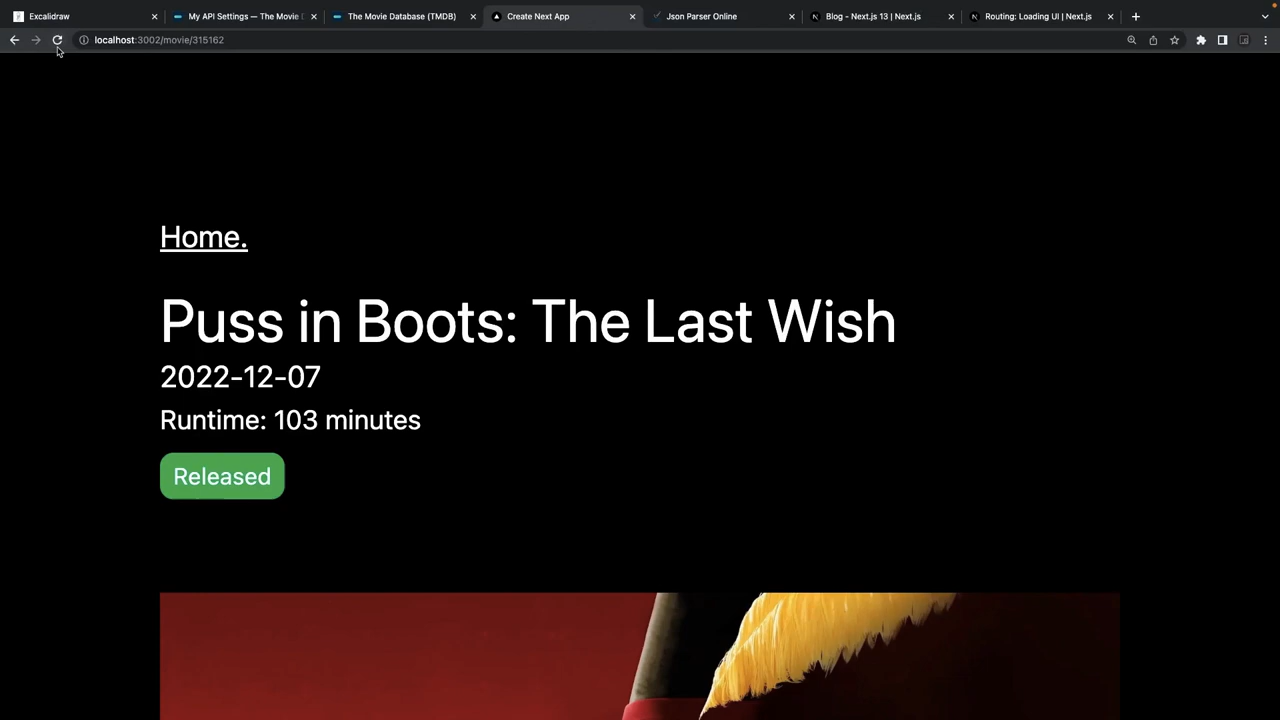 Excalidraw
My API Settings — The Movie D
The Movie Database (TMDB)
Create Next App
Json Parser Online
Blog - Next.js 13 | Next.js
Routing: Loading UI | Next.js
localhost:3002/movie/315162
Home.
Puss in Boots: The Last Wish
2022-12-07
Runtime: 103 minutes
Released